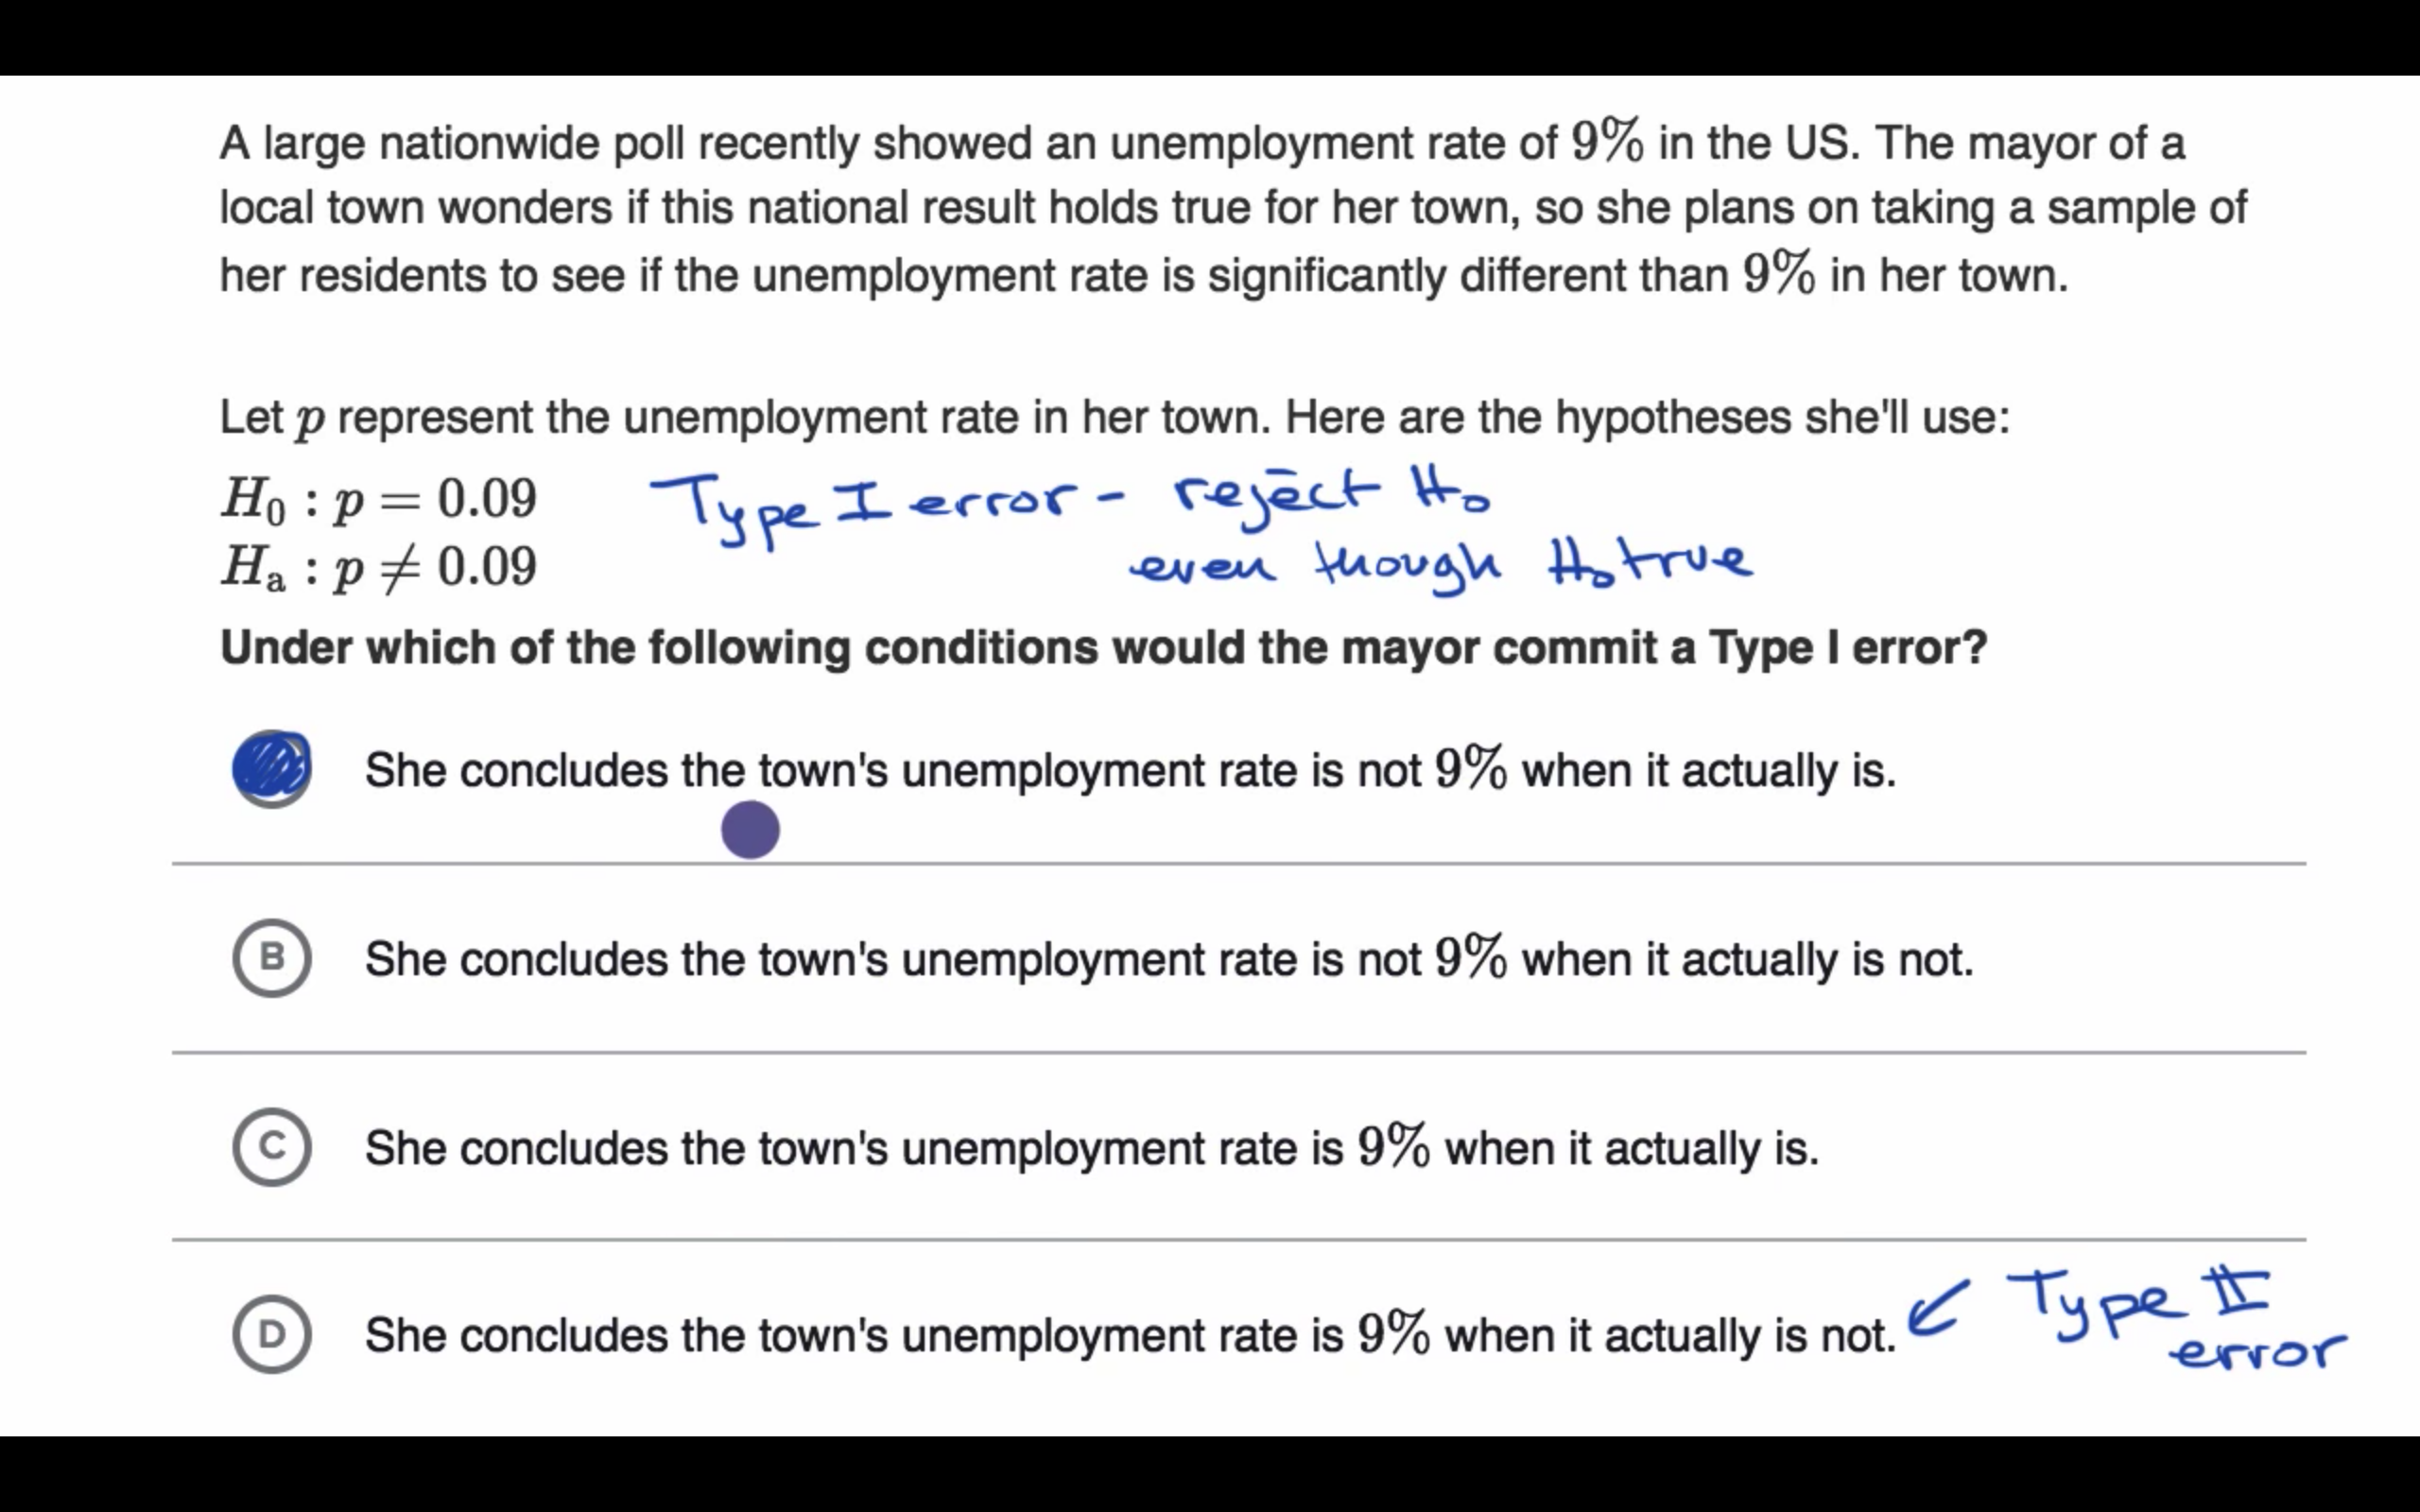 A large nationwide poll recently showed an unemployment rate of 9% in the US. The mayor of a
local town wonders if this national result holds true for her town, so she plans on taking a sample of
her residents to see if the unemployment rate is significantly different than 9% in her town.
Let p represent the unemployment rate in her town. Here are the hypotheses she'll use:
H₀ : p = 0.09 Type I error - reject H₀
Hₐ : p ≠ 0.09 even though H₀ true
Under which of the following conditions would the mayor commit a Type I error?
She concludes the town's unemployment rate is not 9% when it actually is.
B She concludes the town's unemployment rate is not 9% when it actually is not.
C She concludes the town's unemployment rate is 9% when it actually is.
D She concludes the town's unemployment rate is 9% when it actually is not. Type II
error